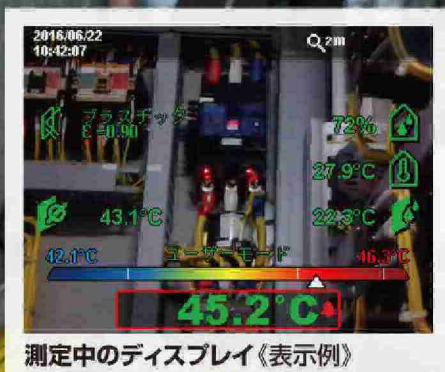 2016/06/22
10:42:07
2m
プラスチック
ε=0.90
72%
27.9℃
43.1℃
22.3℃
42.1℃
ユーザーモード
46.3℃
45.2℃
測定中のディスプレイ《表示例》